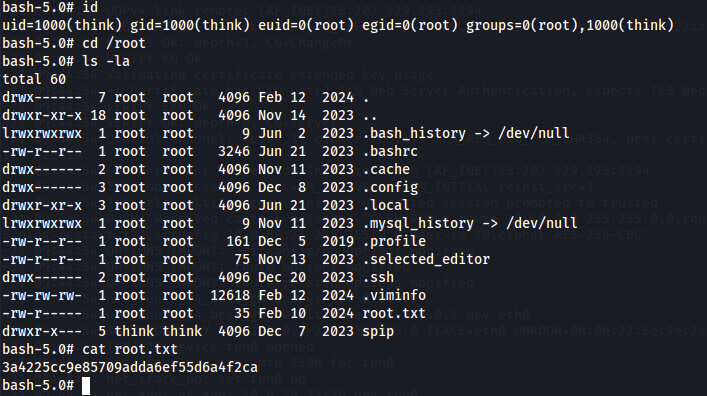 bash-5.0# id
uid=1000(think) gid=1000(think) euid=0(root) egid=0(root) groups=0(root),1000(think)
bash-5.0# cd /root
bash-5.0# ls -la
total 60
drwx------  7 root  root   4096 Feb 12  2024 .
drwxr-xr-x 18 root  root   4096 Nov 14  2023 ..
lrwxrwxrwx  1 root  root      9 Jun  2  2023 .bash_history -> /dev/null
-rw-r--r--  1 root  root   3246 Jun 21  2023 .bashrc
drwx------  2 root  root   4096 Nov 11  2023 .cache
drwx------  3 root  root   4096 Dec  8  2023 .config
drwxr-xr-x  3 root  root   4096 Jun 21  2023 .local
lrwxrwxrwx  1 root  root      9 Nov 11  2023 .mysql_history -> /dev/null
-rw-r--r--  1 root  root    161 Dec  5  2019 .profile
-rw-r--r--  1 root  root     75 Nov 13  2023 .selected_editor
drwx------  2 root  root   4096 Dec 20  2023 .ssh
-rw-rw-rw-  1 root  root  12618 Feb 12  2024 .viminfo
-rw-r-----  1 root  root     35 Feb 10  2024 root.txt
drwxr-x---  5 think think  4096 Dec  7  2023 spip
bash-5.0# cat root.txt
3a4225cc9e85709adda6ef55d6a4f2ca
bash-5.0#